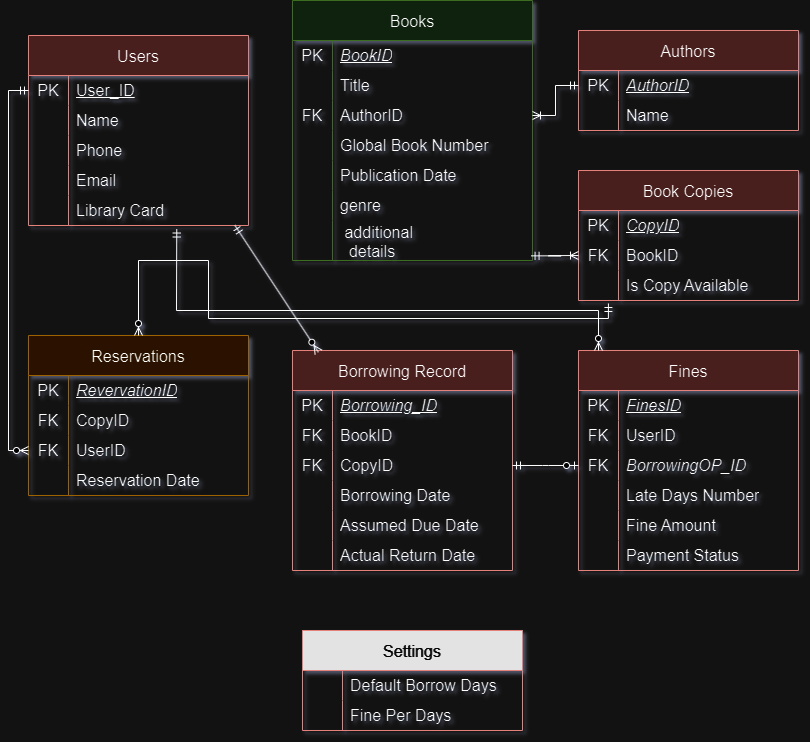 Users
PK User_ID
Name
Phone
Email
Library Card
Books
PK BookID
Title
FK AuthorID
Global Book Number
Publication Date
genre
additional
details
Authors
PK AuthorID
Name
Book Copies
PK CopyID
FK BookID
Is Copy Available
Reservations
PK RevervationID
FK CopyID
FK UserID
Reservation Date
Borrowing Record
PK Borrowing_ID
FK BookID
FK CopyID
Borrowing Date
Assumed Due Date
Actual Return Date
Fines
PK FinesID
FK UserID
FK BorrowingOP_ID
Late Days Number
Fine Amount
Payment Status
Settings
Default Borrow Days
Fine Per Days